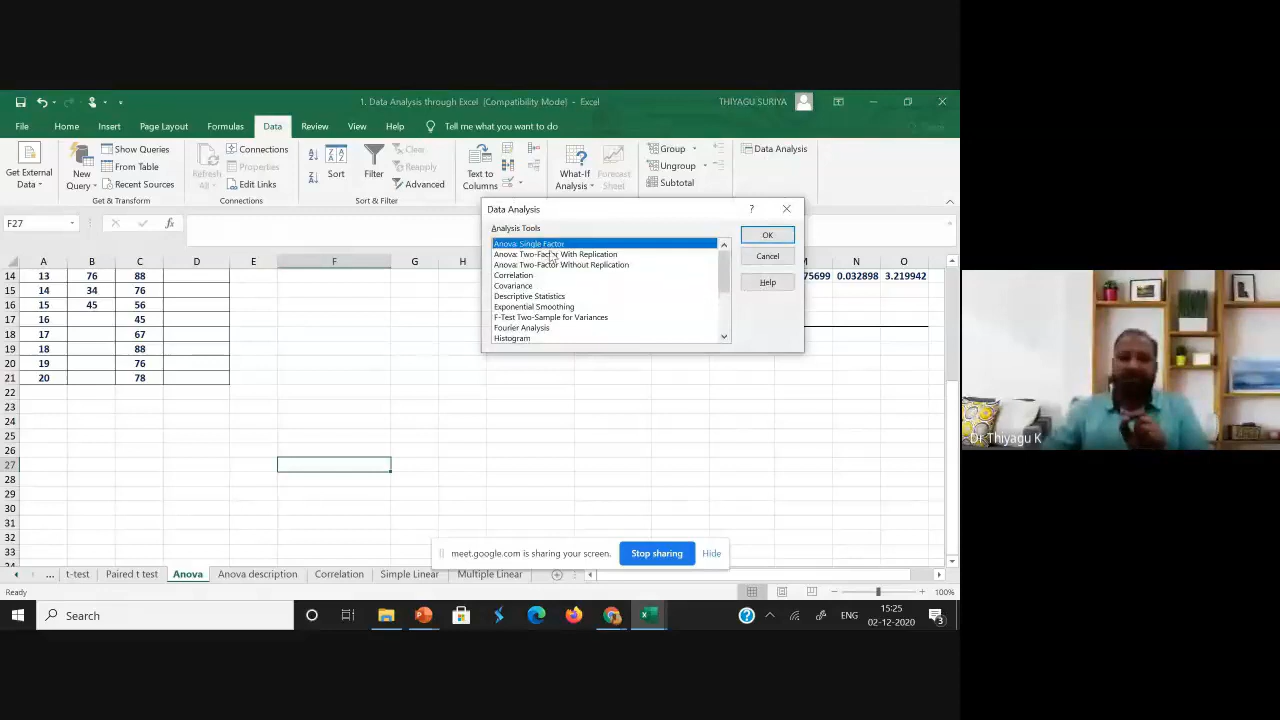 1. Data Analysis through Excel [Compatibility Mode] - Excel
THIYAGU SURIYA
File Home Insert Page Layout Formulas Data Review View Help Tell me what you want to do
Get External Data
New Query
Show Queries
From Table
Recent Sources
Get & Transform
Refresh All
Connections
Properties
Edit Links
Connections
Sort
Filter
Clear
Reapply
Advanced
Sort & Filter
Text to Columns
What-If Analysis
Forecast Sheet
Group
Ungroup
Subtotal
Data Analysis
F27
fx
Data Analysis
?
Analysis Tools
Anova: Single Factor
Anova: Two-Factor With Replication
Anova: Two-Factor Without Replication
Correlation
Covariance
Descriptive Statistics
Exponential Smoothing
F-Test Two-Sample for Variances
Fourier Analysis
Histogram
OK
Cancel
Help
A B C D E F G H M N O
14 13 76 88 75699 0.032898 3.219942
15 14 34 76
16 15 45 56
17 16 45
18 17 67
19 18 88
20 19 76
21 20 78
22
23
24
25
26
27
28
29
30
31
32
33
meet.google.com is sharing your screen. Stop sharing Hide
... t-test Paired t test Anova Anova description Correlation Simple Linear Multiple Linear
Ready
100%
Search
ENG
15:25
02-12-2020
3
Dr Thiyagu K